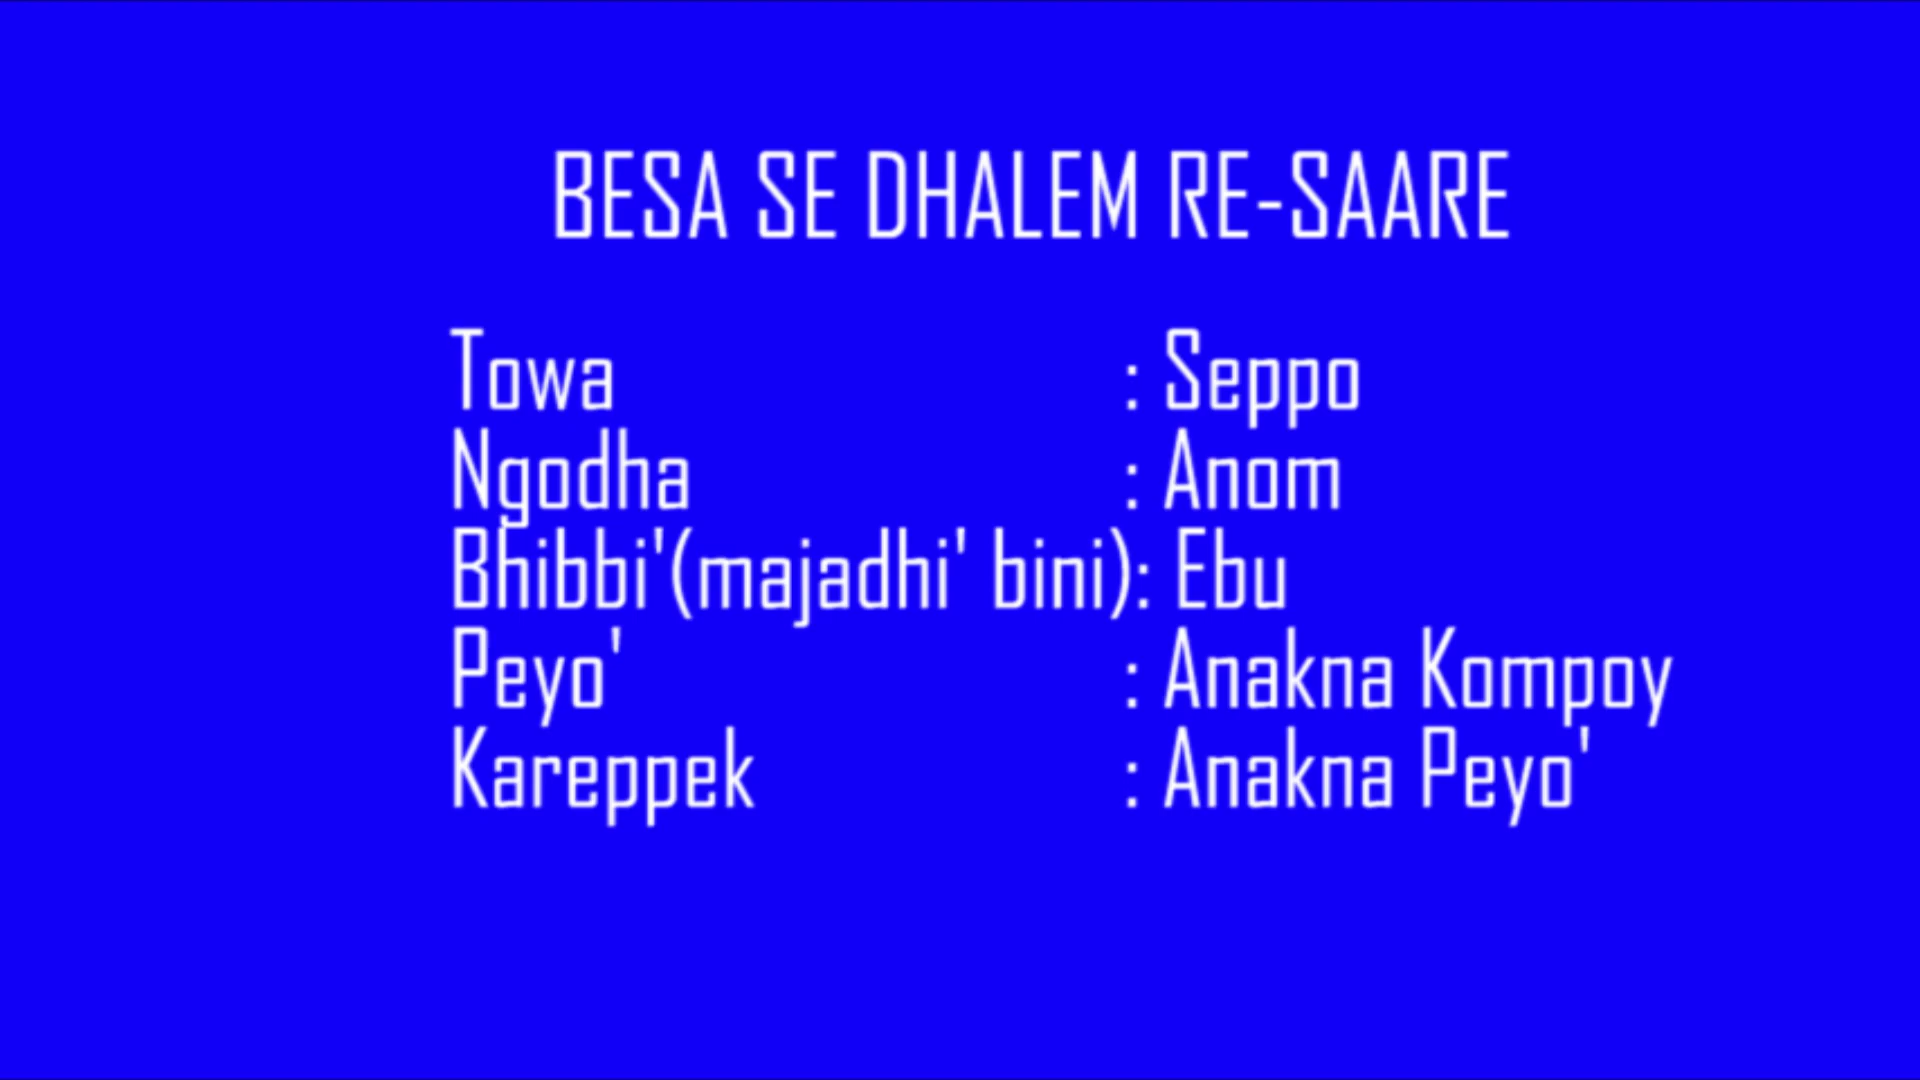 BESA SE DHALEM RE-SAARE
Towa : Seppo
Ngodha : Anom
Bhibbi'(majadhi' bini): Ebu
Peyo' : Anakna Kompoy
Kareppek : Anakna Peyo'